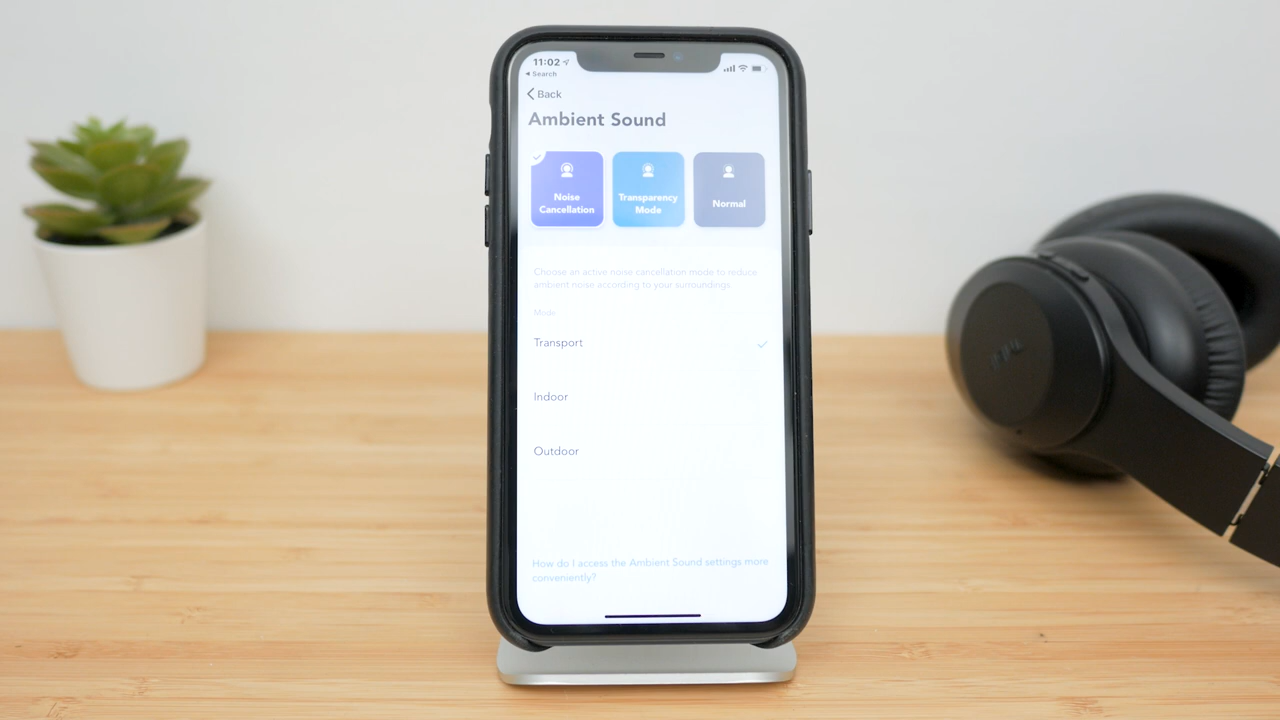 11:02
Search
Back
Ambient Sound
Noise
Cancellation
Transparency
Mode
Normal
Choose an active noise cancellation mode to reduce
ambient noise according to your surroundings
Mode
Transport
Indoor
Outdoor
How do I access the Ambient Sound settings more
conveniently?